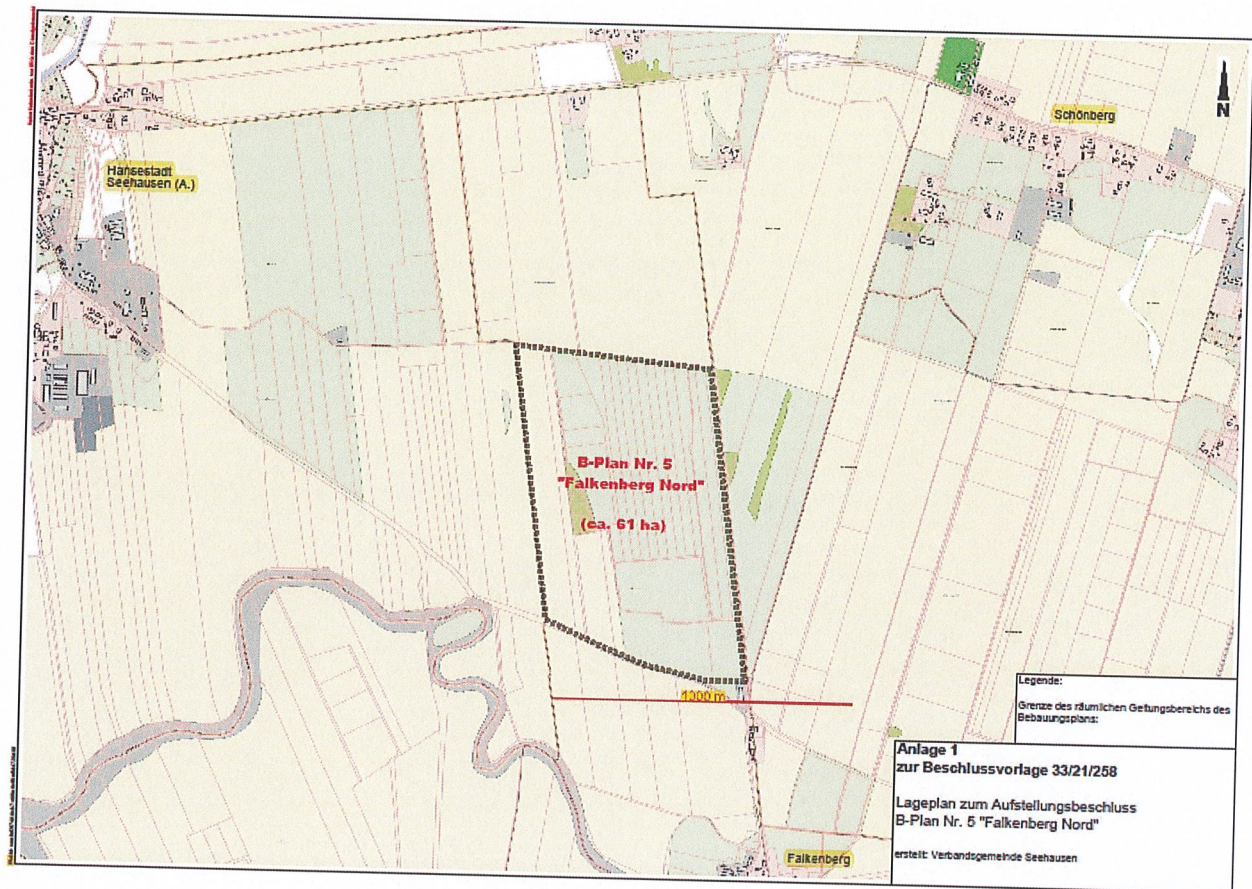 N
Schönberg
Hansestadt
Seehausen (A.)
B-Plan Nr. 5
"Falkenberg Nord"
(ca. 61 ha)
1000 m
Legende:
Grenze des räumlichen Geltungsbereichs des
Bebauungsplans:
Anlage 1
zur Beschlussvorlage 33/21/258
Lageplan zum Aufstellungsbeschluss
B-Plan Nr. 5 "Falkenberg Nord"
erstellt: Verbandsgemeinde Seehausen
Falkenberg